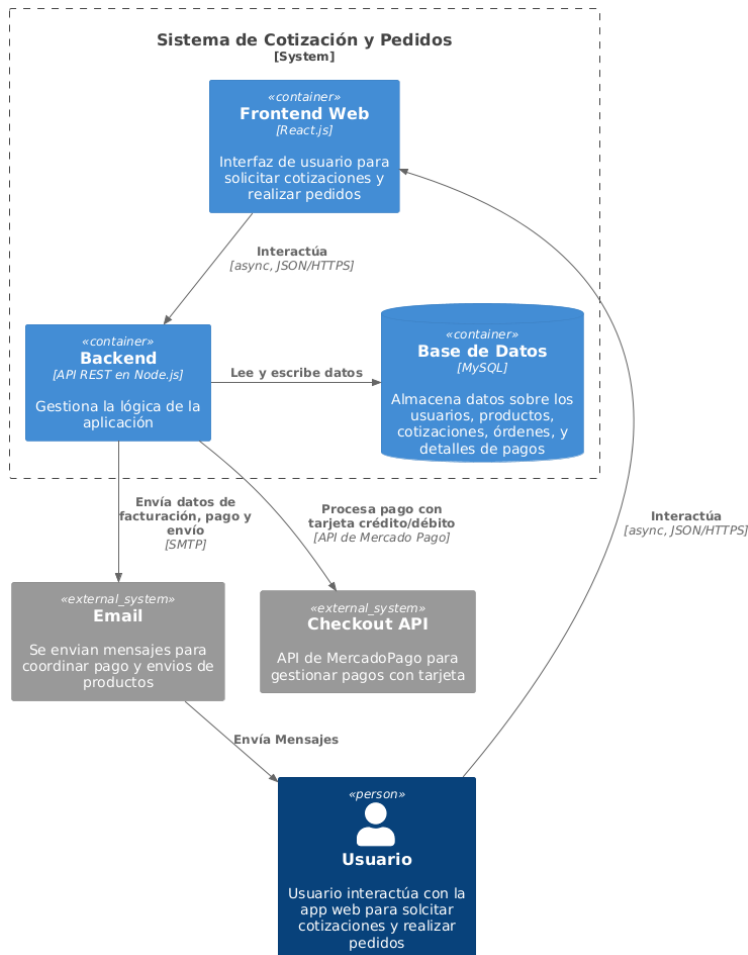 Sistema de Cotización y Pedidos
[System]
«container»
Frontend Web
[React.js]
Interfaz de usuario para
solicitar cotizaciones y
realizar pedidos
Interactúa
[async, JSON/HTTPS]
«container»
Backend
[API REST en Node.js]
Gestiona la lógica de la
aplicación
Lee y escribe datos
«container»
Base de Datos
[MySQL]
Almacena datos sobre los
usuarios, productos,
cotizaciones, órdenes, y
detalles de pagos
Envía datos de
facturación, pago y
envío
[SMTP]
Procesa pago con
tarjeta crédito/débito
[API de Mercado Pago]
Interactúa
[async, JSON/HTTPS]
«external_system»
Email
Se envian mensajes para
coordinar pago y envios de
productos
«external_system»
Checkout API
API de MercadoPago para
gestionar pagos con tarjeta
Envía Mensajes
«person»
Usuario
Usuario interactúa con la
app web para solcitar
cotizaciones y realizar
pedidos